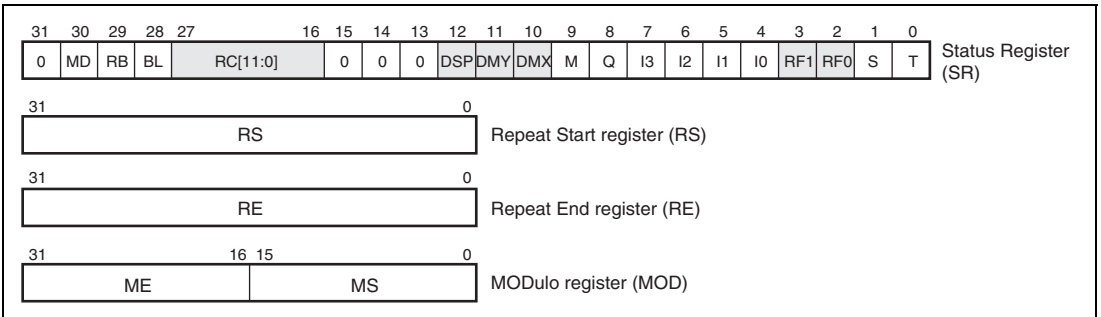 31 30 29 28 27 16 15 14 13 12 11 10 9 8 7 6 5 4 3 2 1 0
0 MD RB BL RC[11:0] 0 0 0 DSP DMY DMX M Q I3 I2 I1 I0 RF1 RF0 S T
Status Register
(SR)
31 0
RS Repeat Start register (RS)
31 0
RE Repeat End register (RE)
31 16 15 0
ME MS MODulo register (MOD)